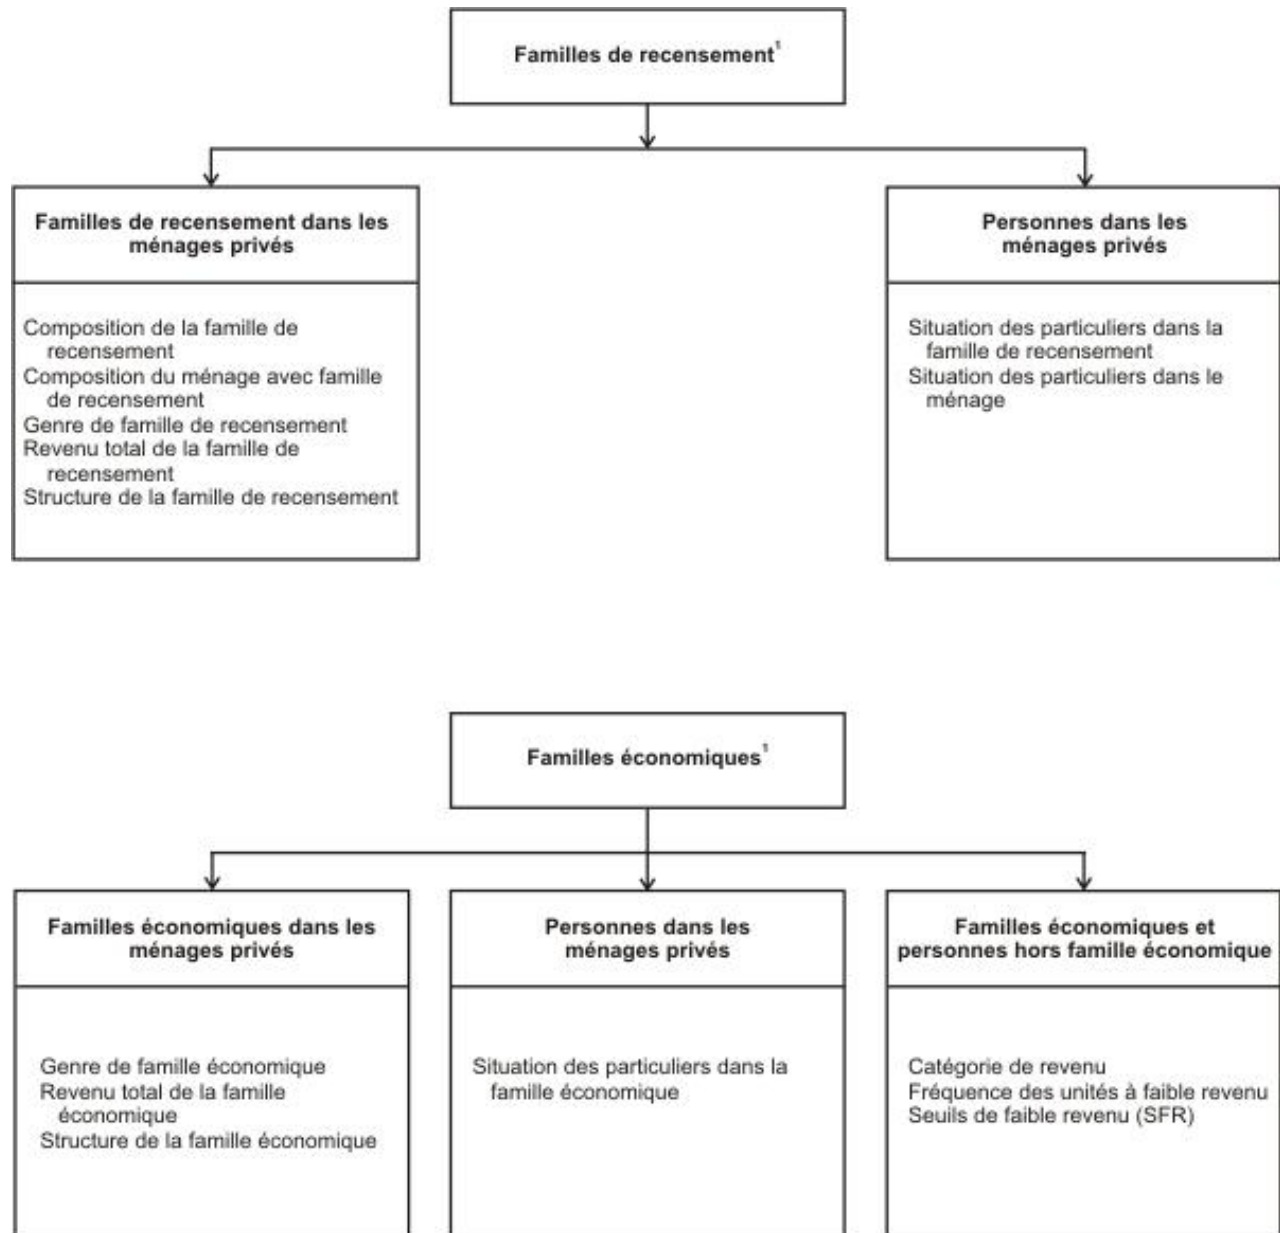 Familles de recensement¹
Familles de recensement dans les
ménages privés
Composition de la famille de
recensement
Composition du ménage avec famille
de recensement
Genre de famille de recensement
Revenu total de la famille de
recensement
Structure de la famille de recensement
Personnes dans les
ménages privés
Situation des particuliers dans la
famille de recensement
Situation des particuliers dans le
ménage
Familles économiques¹
Familles économiques dans les
ménages privés
Genre de famille économique
Revenu total de la famille
économique
Structure de la famille économique
Personnes dans les
ménages privés
Situation des particuliers dans la
famille économique
Familles économiques et
personnes hors famille économique
Catégorie de revenu
Fréquence des unités à faible revenu
Seuils de faible revenu (SFR)